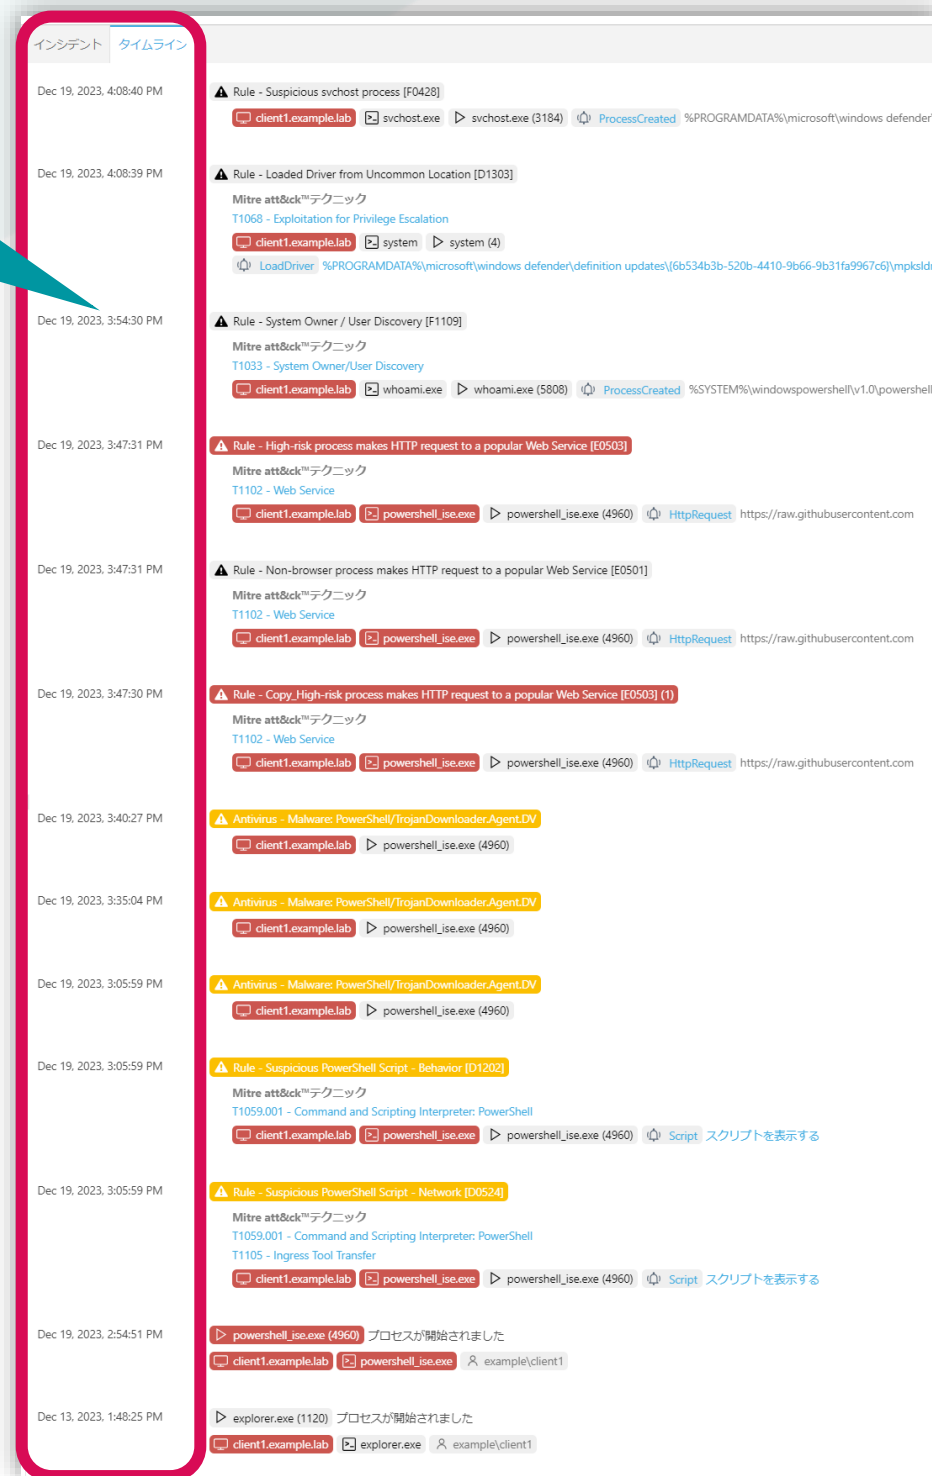 インシデント タイムライン
Dec 19, 2023, 4:08:40 PM Rule - Suspicious svchost process [F0428]
client1.example.lab svchost.exe svchost.exe (3184) ProcessCreated %PROGRAMDATA%\microsoft\windows defender\
Dec 19, 2023, 4:08:39 PM Rule - Loaded Driver from Uncommon Location [D1303]
Mitre att&ck™テクニック
T1068 - Exploitation for Privilege Escalation
client1.example.lab system system (4)
LoadDriver %PROGRAMDATA%\microsoft\windows defender\definition updates\{6b534b3b-520b-4410-9b66-9b31fa9967c6}\mpksld
Dec 19, 2023, 3:54:30 PM Rule - System Owner / User Discovery [F1109]
Mitre att&ck™テクニック
T1033 - System Owner/User Discovery
client1.example.lab whoami.exe whoami.exe (5808) ProcessCreated %SYSTEM%\windowspowershell\v1.0\powershell
Dec 19, 2023, 3:47:31 PM Rule - High-risk process makes HTTP request to a popular Web Service [E0503]
Mitre att&ck™テクニック
T1102 - Web Service
client1.example.lab powershell_ise.exe powershell_ise.exe (4960) HttpRequest https://raw.githubusercontent.com
Dec 19, 2023, 3:47:31 PM Rule - Non-browser process makes HTTP request to a popular Web Service [E0501]
Mitre att&ck™テクニック
T1102 - Web Service
client1.example.lab powershell_ise.exe powershell_ise.exe (4960) HttpRequest https://raw.githubusercontent.com
Dec 19, 2023, 3:47:30 PM Rule - Copy_High-risk process makes HTTP request to a popular Web Service [E0503] (1)
Mitre att&ck™テクニック
T1102 - Web Service
client1.example.lab powershell_ise.exe powershell_ise.exe (4960) HttpRequest https://raw.githubusercontent.com
Dec 19, 2023, 3:40:27 PM Antivirus - Malware: PowerShell/TrojanDownloader.Agent.DV
client1.example.lab powershell_ise.exe (4960)
Dec 19, 2023, 3:35:04 PM Antivirus - Malware: PowerShell/TrojanDownloader.Agent.DV
client1.example.lab powershell_ise.exe (4960)
Dec 19, 2023, 3:05:59 PM Antivirus - Malware: PowerShell/TrojanDownloader.Agent.DV
client1.example.lab powershell_ise.exe (4960)
Dec 19, 2023, 3:05:59 PM Rule - Suspicious PowerShell Script - Behavior [D1202]
Mitre att&ck™テクニック
T1059.001 - Command and Scripting Interpreter: PowerShell
client1.example.lab powershell_ise.exe powershell_ise.exe (4960) Script スクリプトを表示する
Dec 19, 2023, 3:05:59 PM Rule - Suspicious PowerShell Script - Network [D0524]
Mitre att&ck™テクニック
T1059.001 - Command and Scripting Interpreter: PowerShell
T1105 - Ingress Tool Transfer
client1.example.lab powershell_ise.exe powershell_ise.exe (4960) Script スクリプトを表示する
Dec 19, 2023, 2:54:51 PM powershell_ise.exe (4960) プロセスが開始されました
client1.example.lab powershell_ise.exe example\client1
Dec 13, 2023, 1:48:25 PM explorer.exe (1120) プロセスが開始されました
client1.example.lab explorer.exe example\client1